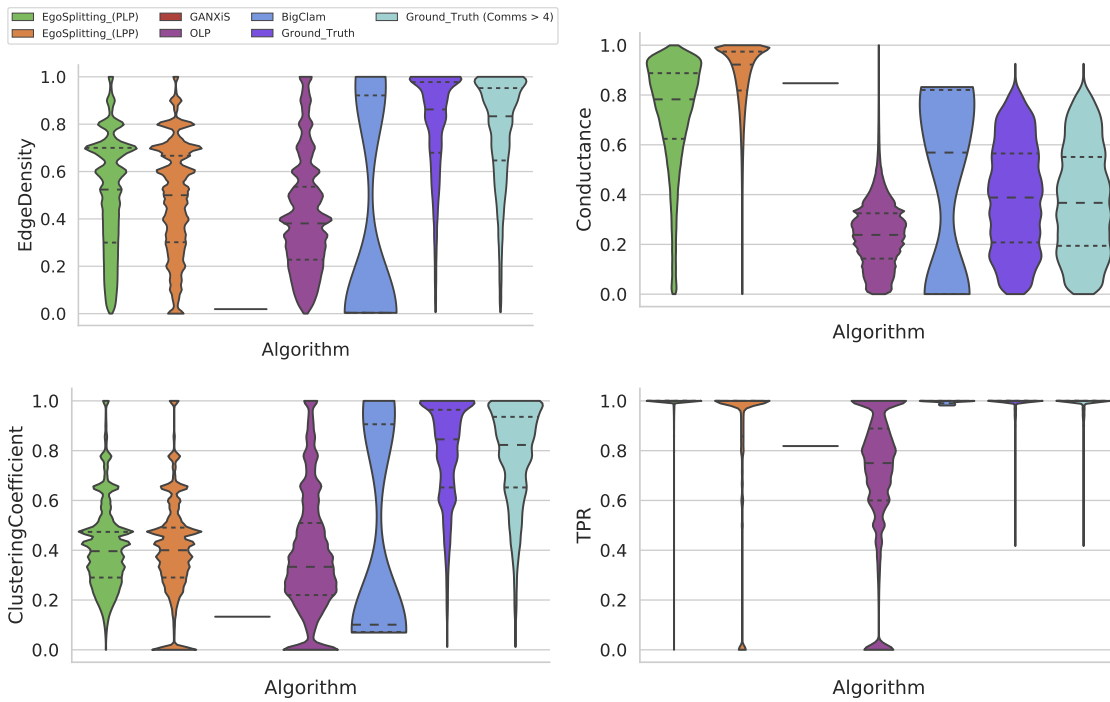 EgoSplitting_(PLP) GANXiS BigClam Ground_Truth (Comms > 4)
EgoSplitting_(LPP) OLP Ground_Truth
1.0
0.8
0.6
0.4
0.2
0.0
EdgeDensity
Algorithm
1.0
0.8
0.6
0.4
0.2
0.0
Conductance
Algorithm
1.0
0.8
0.6
0.4
0.2
0.0
ClusteringCoefficient
Algorithm
1.0
0.8
0.6
0.4
0.2
0.0
TPR
Algorithm